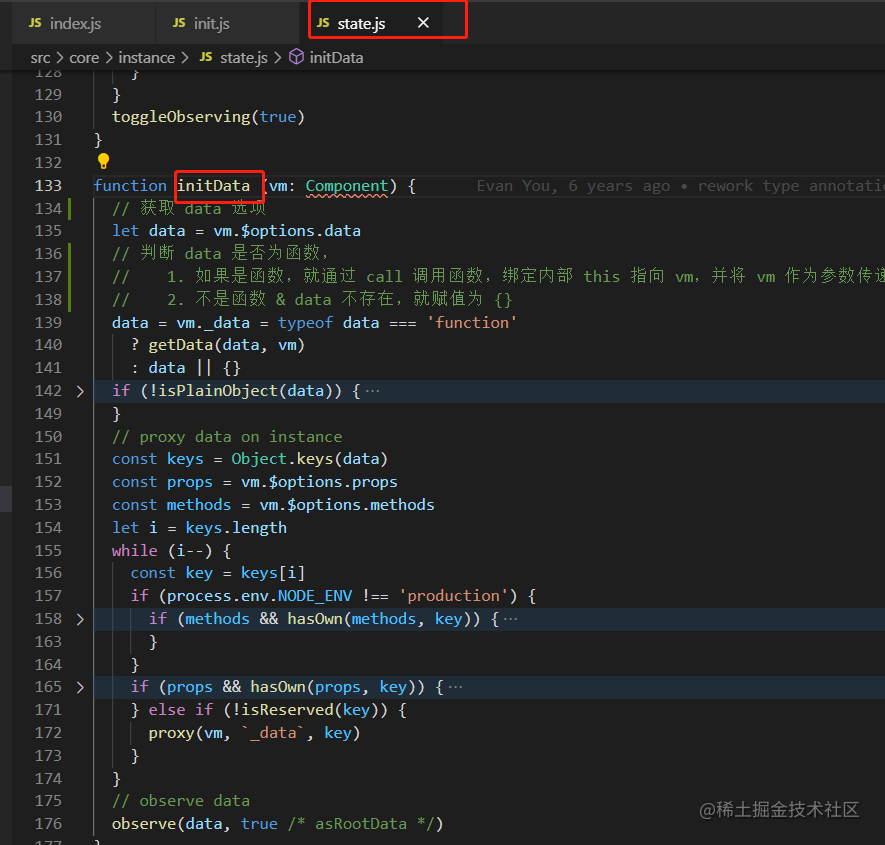 JS index.js JS init.js JS state.js ×
src > core > instance > JS state.js > initData
128 }
129 }
130 toggleObserving(true)
131 }
132
133 function initData (vm: Component) { Evan You, 6 years ago • rework type annotati
134 // 获取 data 选项
135 let data = vm.$options.data
136 // 判断 data 是否为函数，
137 // 1. 如果是函数，就通过 call 调用函数，绑定内部 this 指向 vm，并将 vm 作为参数传递
138 // 2. 不是函数 & data 不存在，就赋值为 {}
139 data = vm._data = typeof data === 'function'
140 ? getData(data, vm)
141 : data || {}
142 > if (!isPlainObject(data)) { ···
149 }
150 // proxy data on instance
151 const keys = Object.keys(data)
152 const props = vm.$options.props
153 const methods = vm.$options.methods
154 let i = keys.length
155 while (i--) {
156 const key = keys[i]
157 if (process.env.NODE_ENV !== 'production') {
158 > if (methods && hasOwn(methods, key)) { ···
163 }
164 }
165 > if (props && hasOwn(props, key)) { ···
171 } else if (!isReserved(key)) {
172 proxy(vm, `_data`, key)
173 }
174 }
175 // observe data
176 observe(data, true /* asRootData */)
177 }
@稀土掘金技术社区